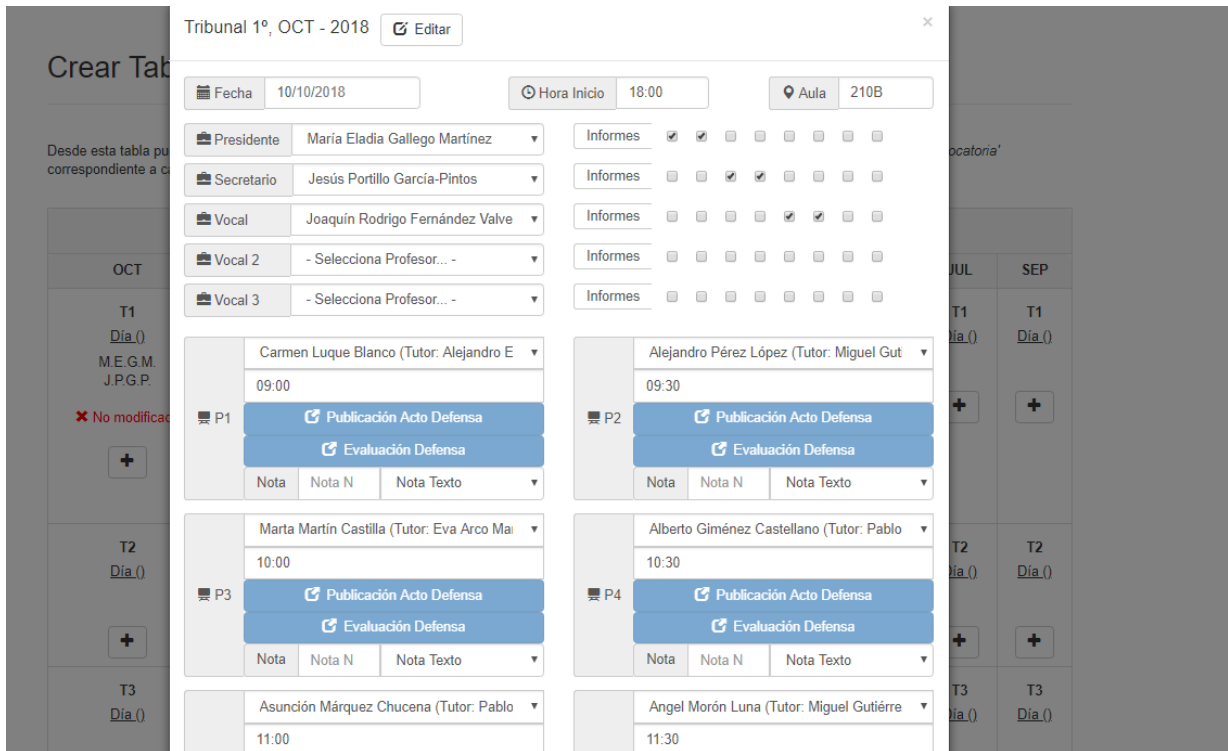 Tribunal 1º, OCT - 2018 Editar ×
Crear Tab
Fecha 10/10/2018 Hora Inicio 18:00 Aula 210B
Presidente María Eladia Gallego Martínez Informes
Desde esta tabla pu ocatoria'
correspondiente a c
Secretario Jesús Portillo García-Pintos Informes
Vocal Joaquín Rodrigo Fernández Valve Informes
Vocal 2 - Selecciona Profesor... - Informes
OCT JUL SEP
Vocal 3 - Selecciona Profesor... - Informes
T1 T1 T1
Día () Día () Día ()
M.E.G.M.
J.P.G.P.
No modificad
Carmen Luque Blanco (Tutor: Alejandro E Alejandro Pérez López (Tutor: Miguel Guti
09:00 09:30
P1 Publicación Acto Defensa P2 Publicación Acto Defensa
Evaluación Defensa Evaluación Defensa
Nota Nota N Nota Texto Nota Nota N Nota Texto
Marta Martín Castilla (Tutor: Eva Arco Mar Alberto Giménez Castellano (Tutor: Pablo
T2 T2 T2
Día () 10:00 10:30 Día () Día ()
P3 Publicación Acto Defensa P4 Publicación Acto Defensa
Evaluación Defensa Evaluación Defensa
Nota Nota N Nota Texto Nota Nota N Nota Texto
T3 T3 T3
Día () Asunción Márquez Chucena (Tutor: Pablo Angel Morón Luna (Tutor: Miguel Gutiérre Día () Día ()
11:00 11:30